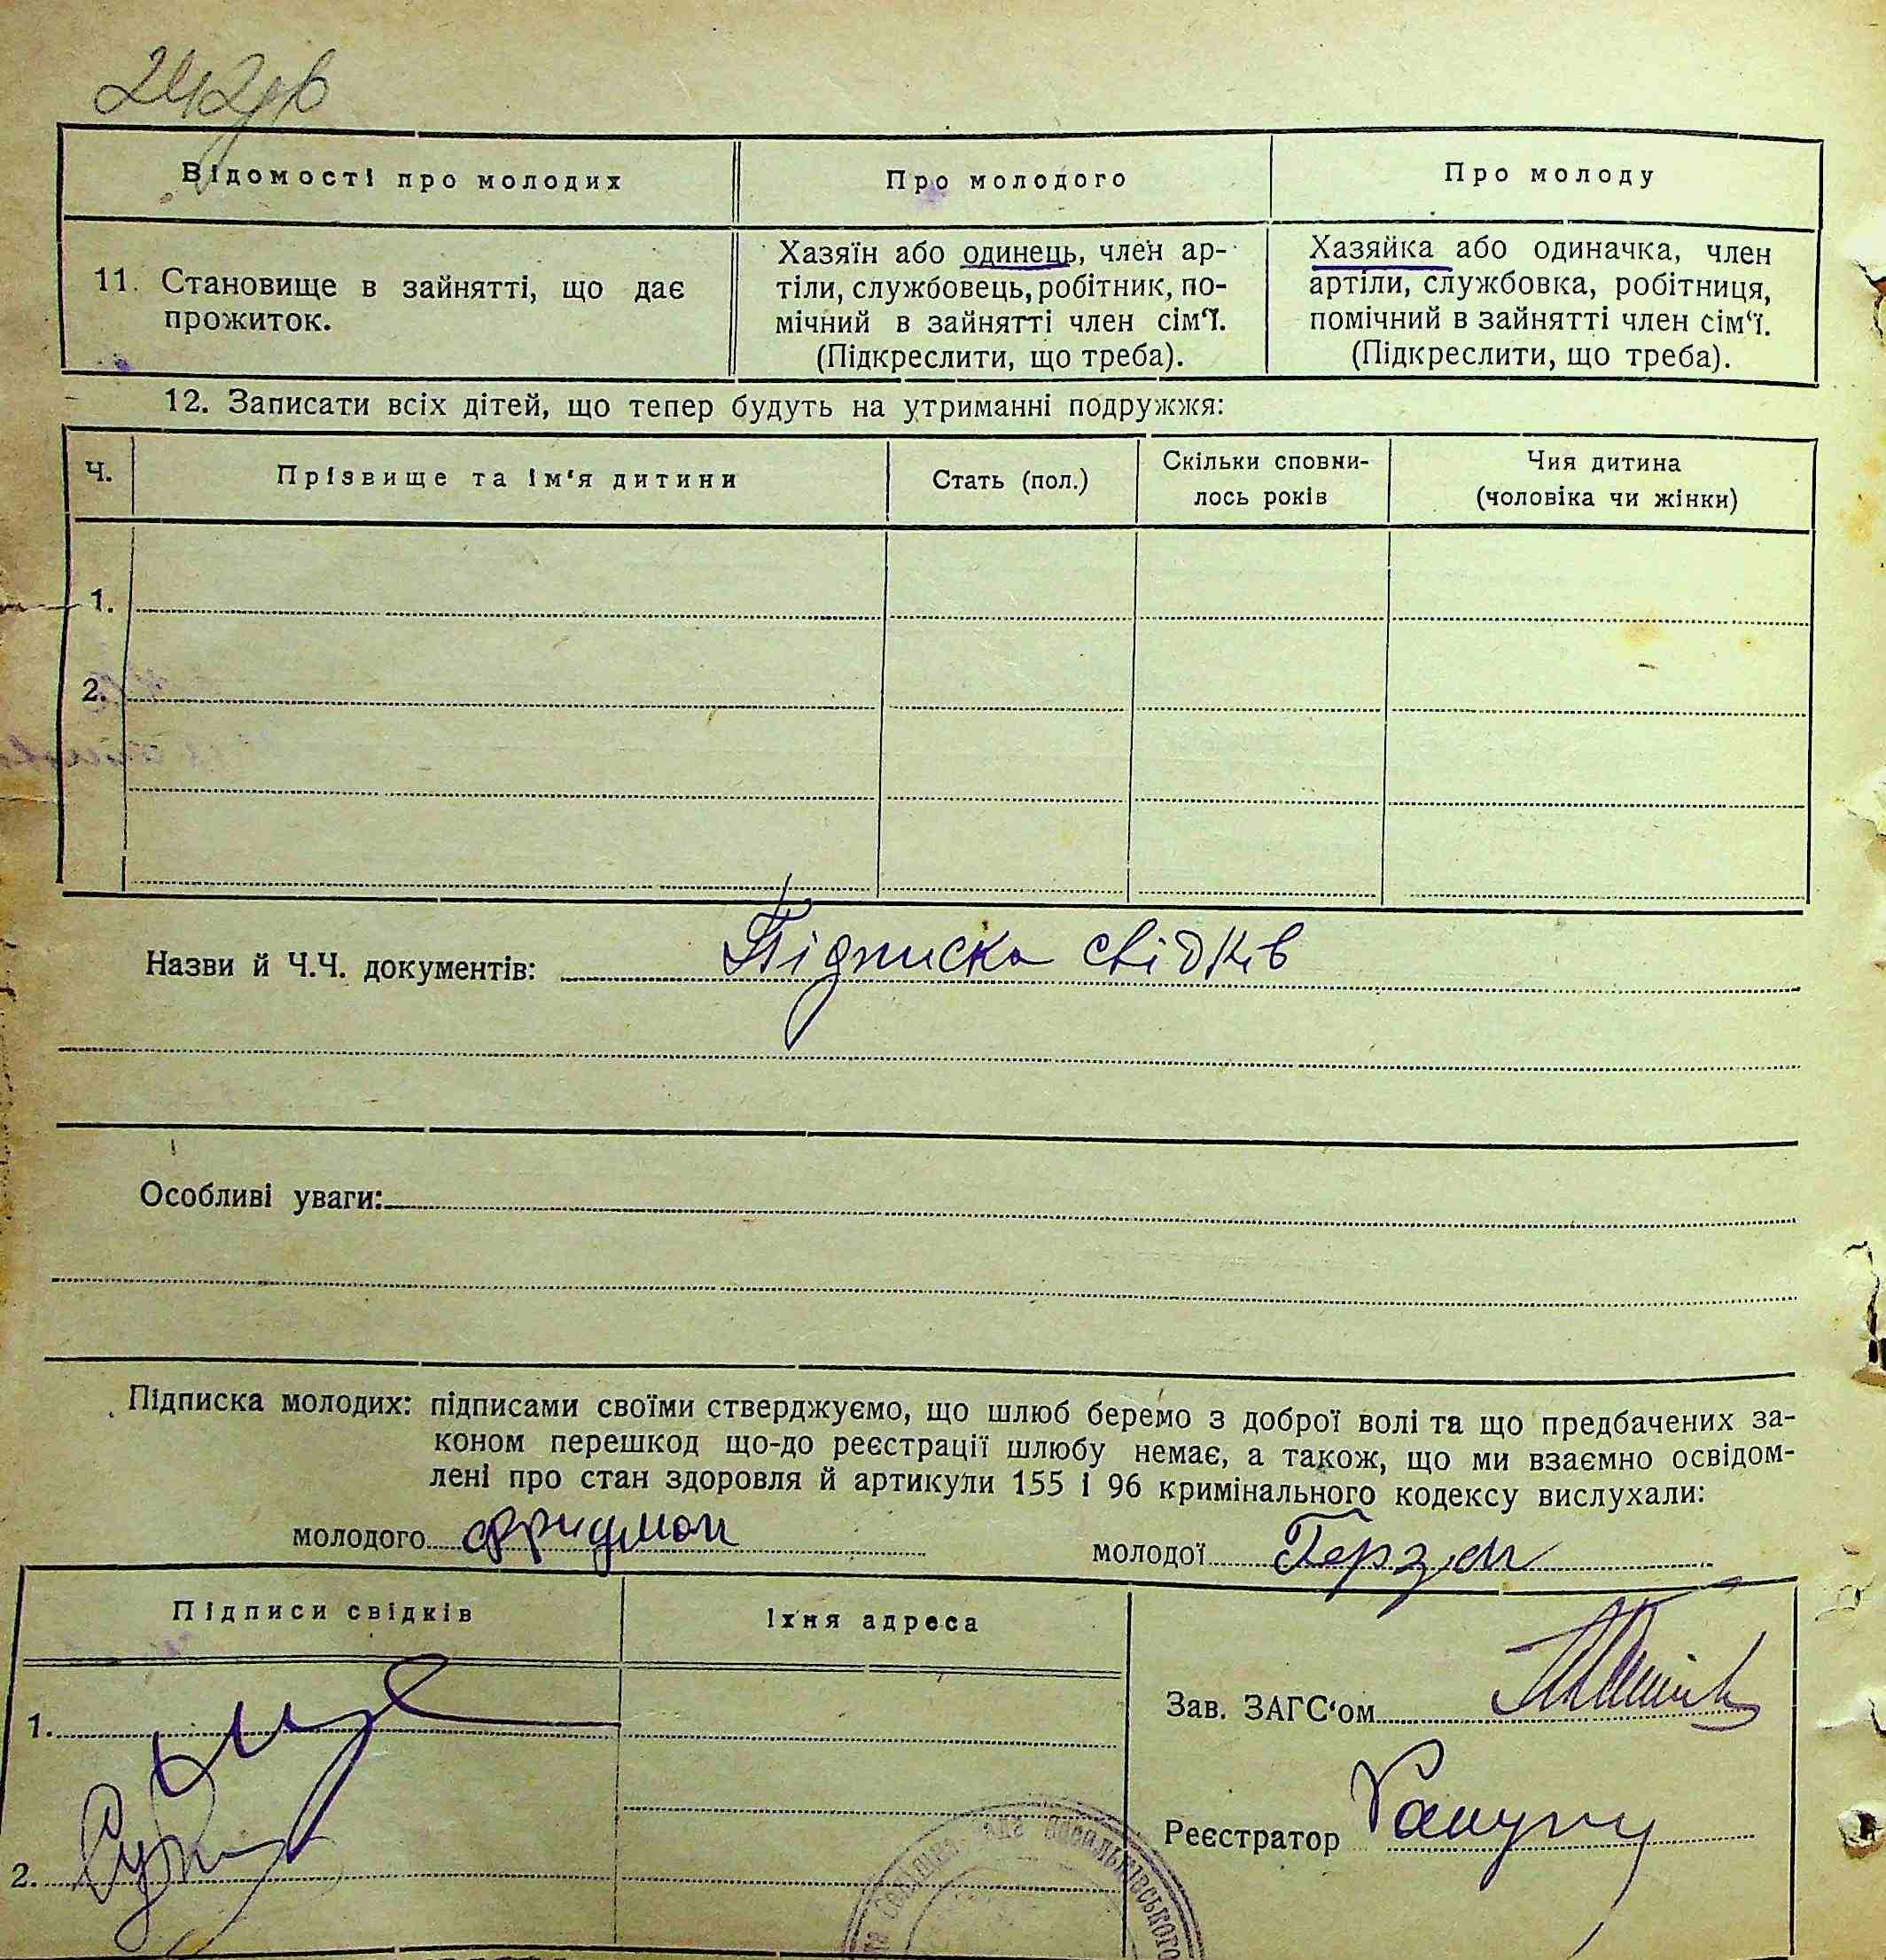 Відомості про молодих
Про молодого
Про молоду
11. Становище в зайнятті, що дає
прожиток.
Хазяїн або одинець, член ар-
тіли, службовець, робітник, по-
мічний в зайнятті член сім‘ї.
(Підкреслити, що треба).
Хазяйка або одиначка, член
артіли, службовка, робітниця,
помічний в зайнятті член сім‘ї.
(Підкреслити, що треба).
12. Записати всіх дітей, що тепер будуть на утриманні подружжя:
Ч.
Прізвище та ім‘я дитини
Стать (пол.)
Скільки сповни-
лось років
Чия дитина
(чоловіка чи жінки)
1.
2.
Назви й Ч.Ч. документів: Підписка свідків
Особливі уваги:
Підписка молодих: підписами своїми стверджуємо, що шлюб беремо з доброї волі та що предбачених за-
коном перешкод що-до реєстрації шлюбу немає, а також, що ми взаємно освідом-
лені про стан здоровля й артикули 155 і 96 кримінального кодексу вислухали:
молодого Фридман
молодої Герзон
Підписи свідків
Їхня адреса
1.
2.
Зав. ЗАГС‘ом
Реєстратор